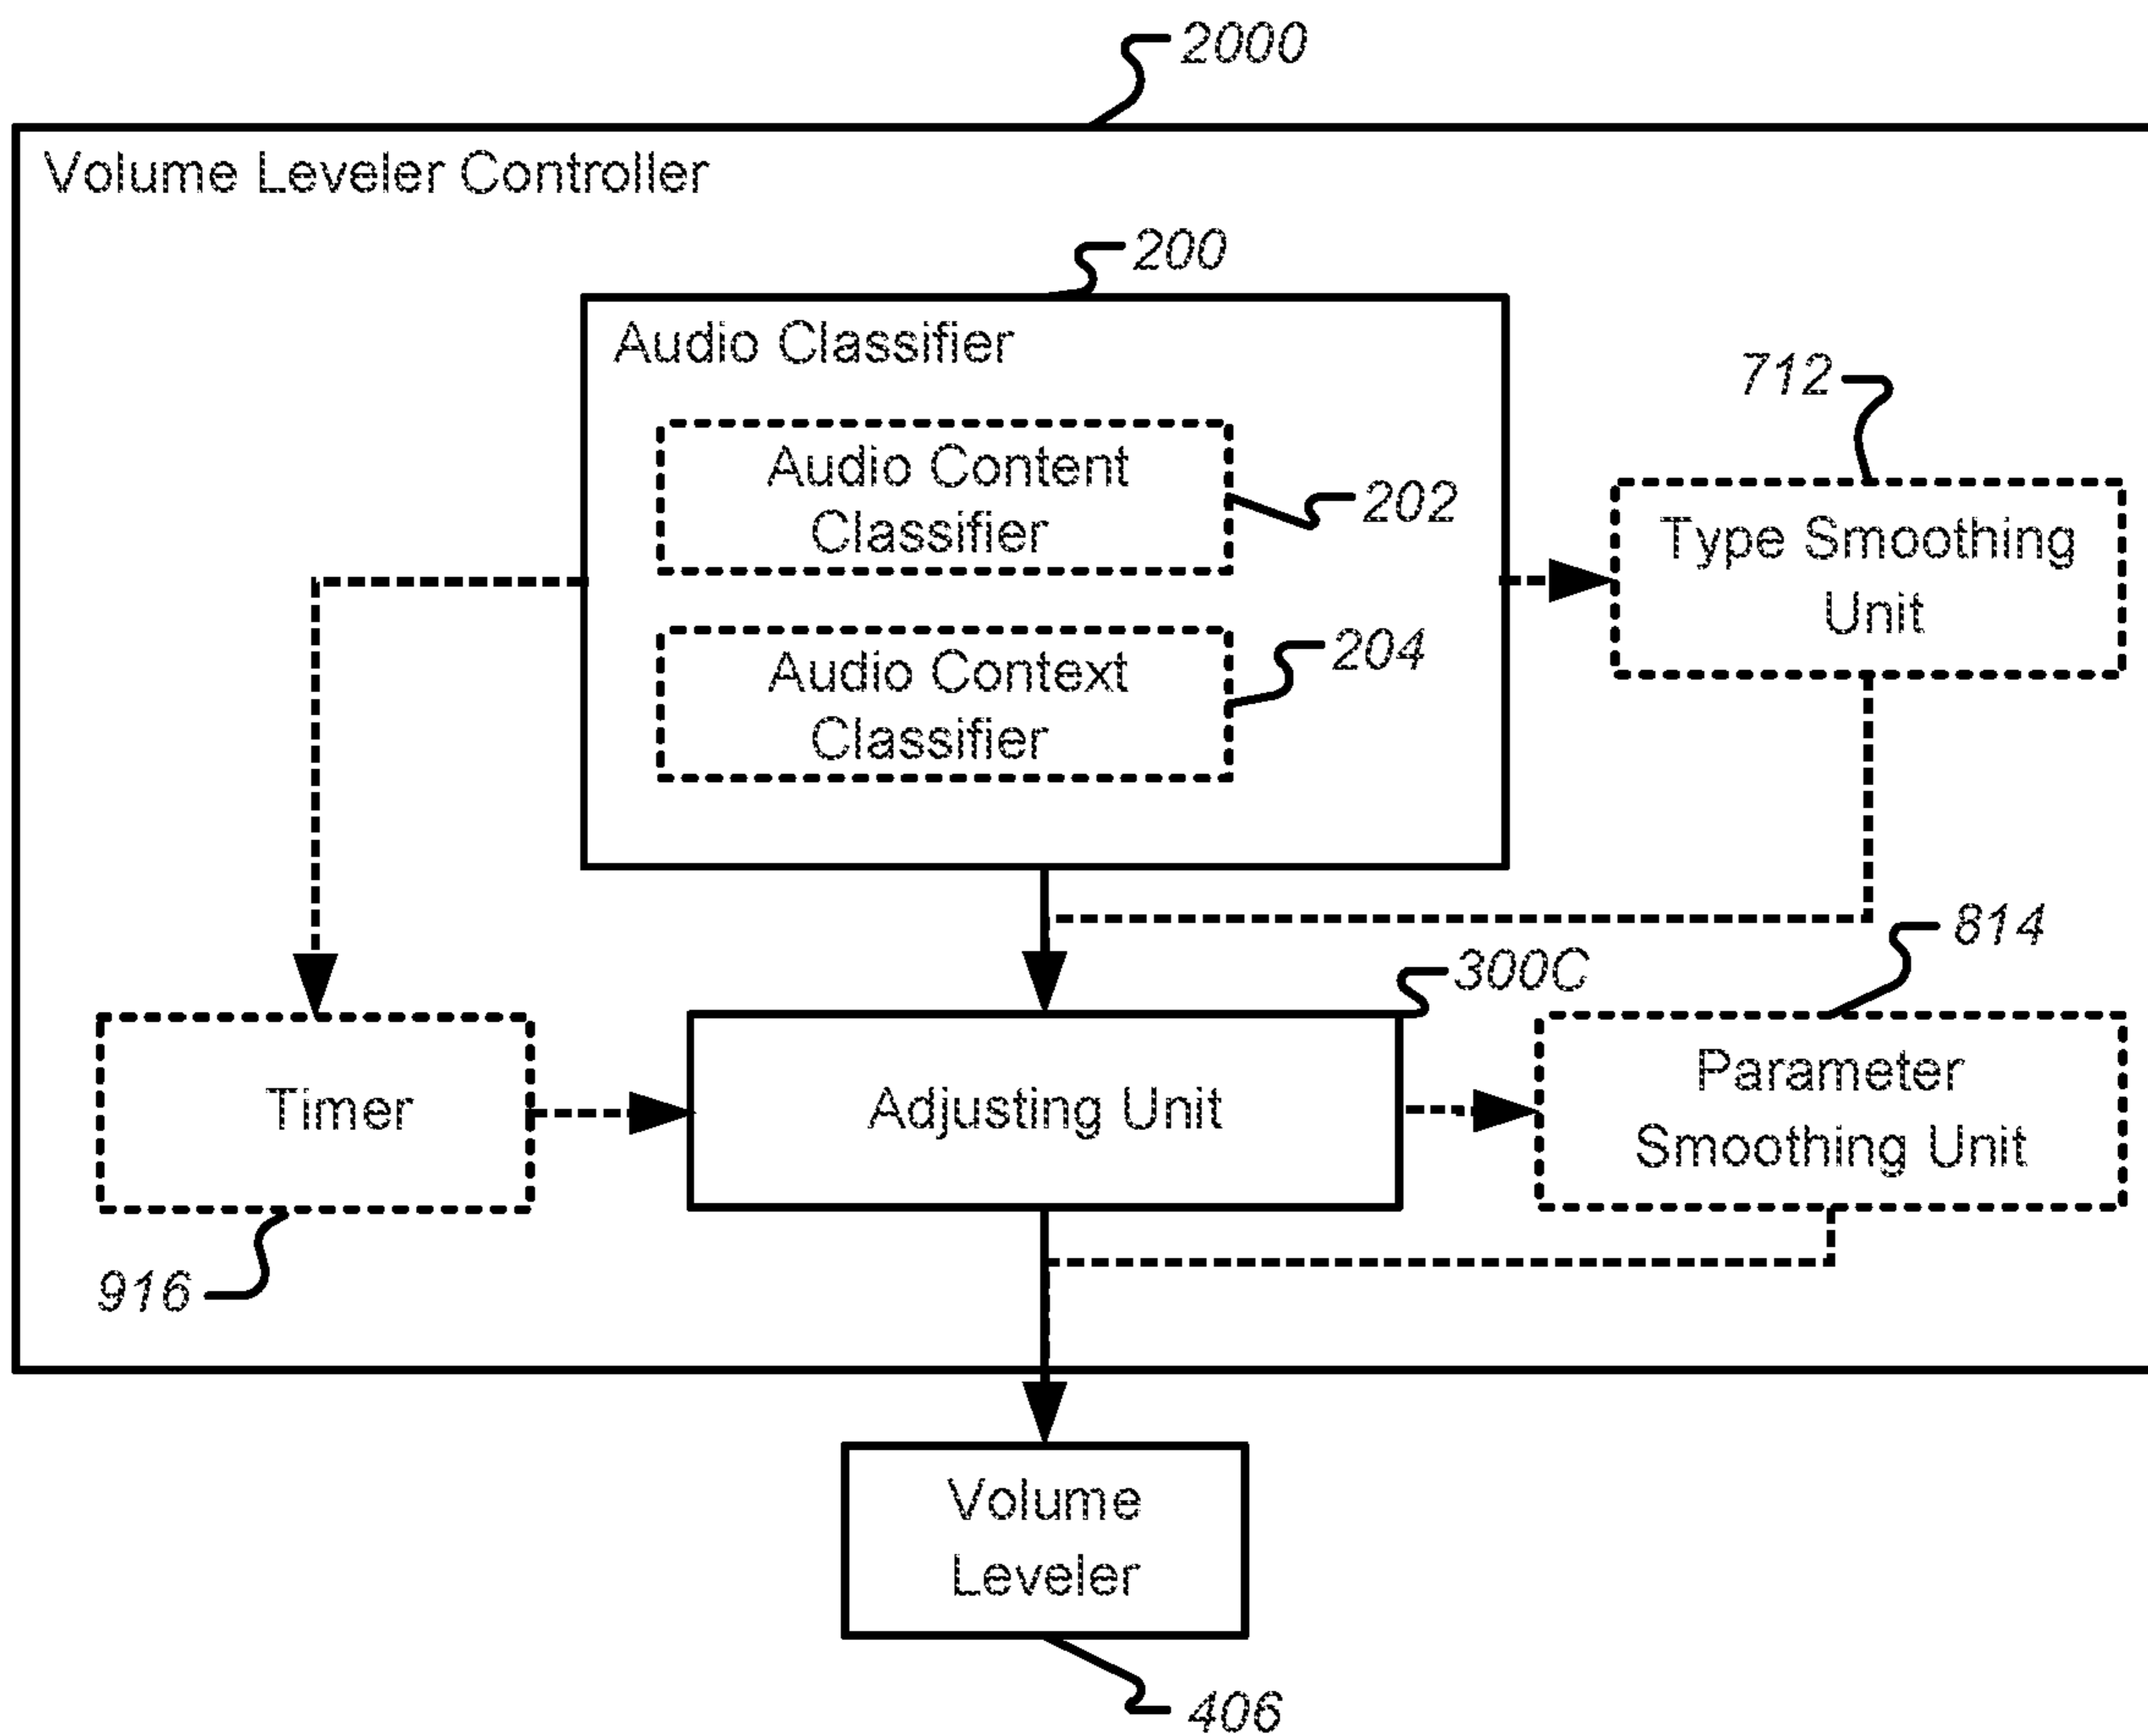 2000
Volume Leveler Controller
200
Audio Classifier
712
Audio Content
Classifier
202
Type Smoothing
Unit
204
Audio Context
Classifier
814
300C
Timer
Adjusting Unit
Parameter
Smoothing Unit
916
Volume
Leveler
406